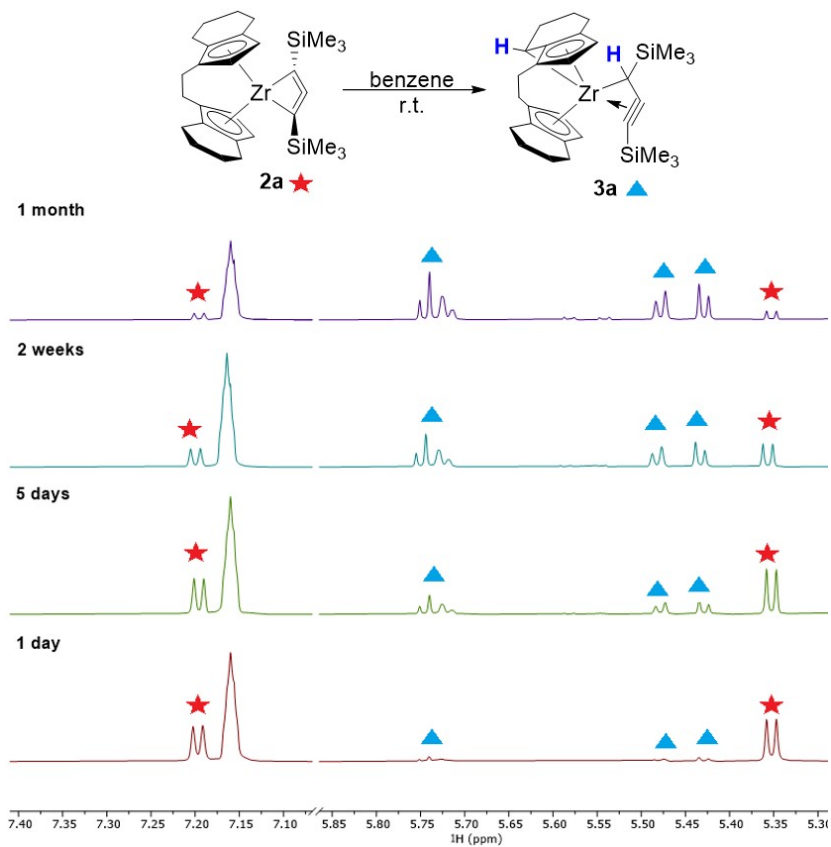 SiMe3
H
H
SiMe3
Zr
benzene
r.t.
Zr
SiMe3
SiMe3
2a
3a
1 month
2 weeks
5 days
1 day
7.40 7.35 7.30 7.25 7.20 7.15 7.10 5.85 5.80 5.75 5.70 5.65 5.60 5.55 5.50 5.45 5.40 5.35 5.30
1H (ppm)